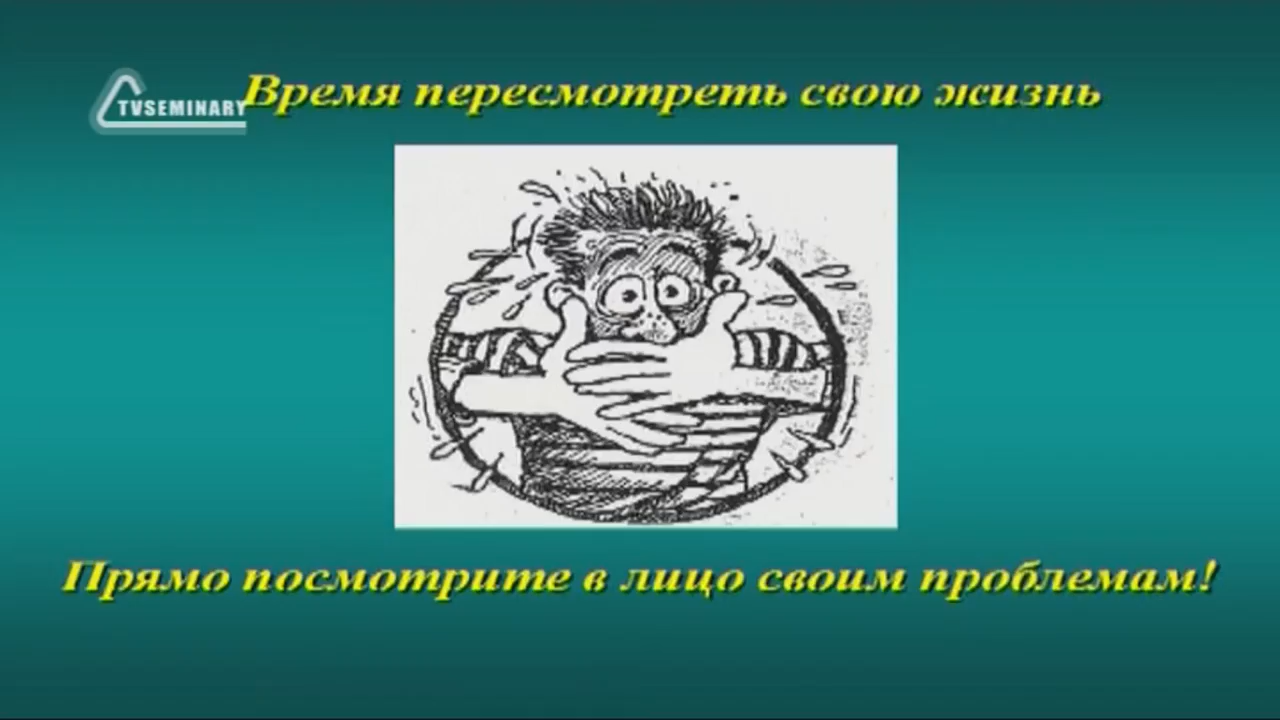 Время пересмотреть свою жизнь
TVSEMINARY
Прямо посмотрите в лицо своим проблемам!